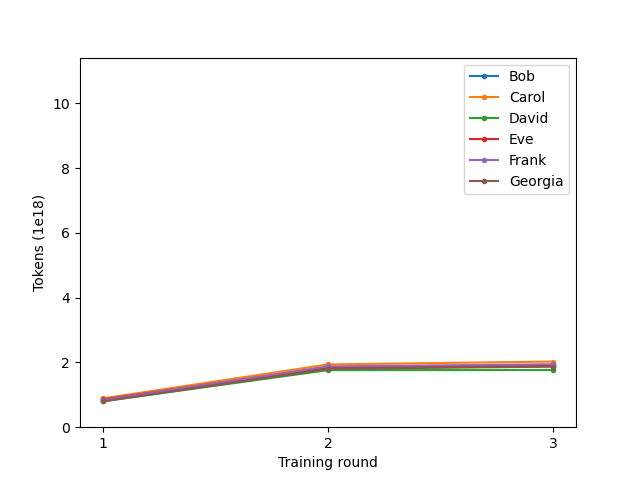 Tokens (1e18)
10
8
6
4
2
0
1
2
3
Training round
Bob
Carol
David
Eve
Frank
Georgia